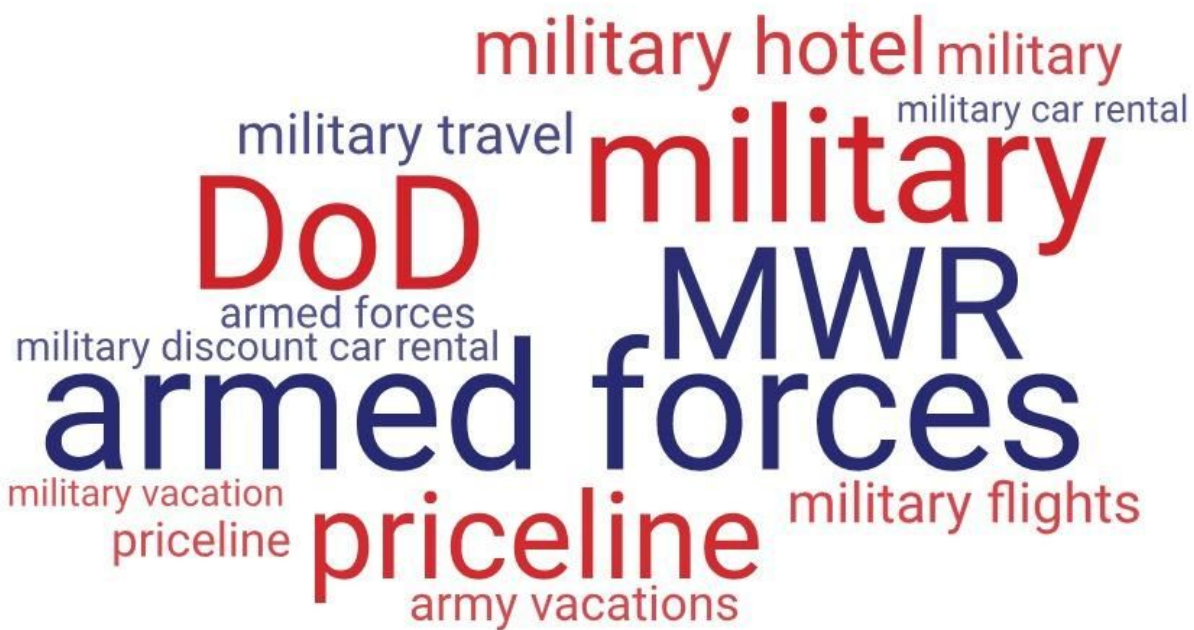 military hotel military
military car rental
military travel
military
DoD
MWR
armed forces
military discount car rental
armed forces
military vacation
military flights
priceline
priceline
army vacations